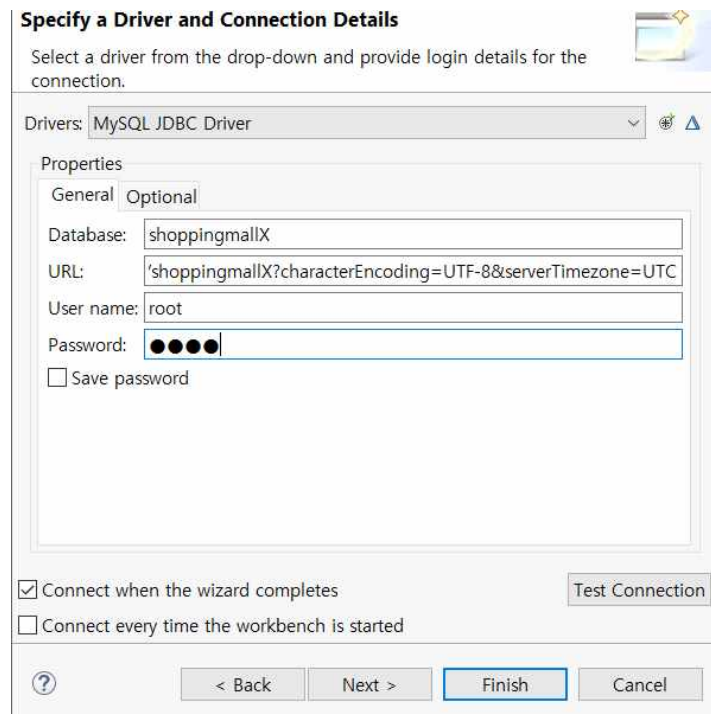 Specify a Driver and Connection Details
Select a driver from the drop-down and provide login details for the
connection.
Drivers: MySQL JDBC Driver
Properties
General Optional
Database: shoppingmallX
URL: 'shoppingmallX?characterEncoding=UTF-8&serverTimezone=UTC
User name: root
Password: ●●●●
Save password
Connect when the wizard completes
Test Connection
Connect every time the workbench is started
? < Back Next > Finish Cancel